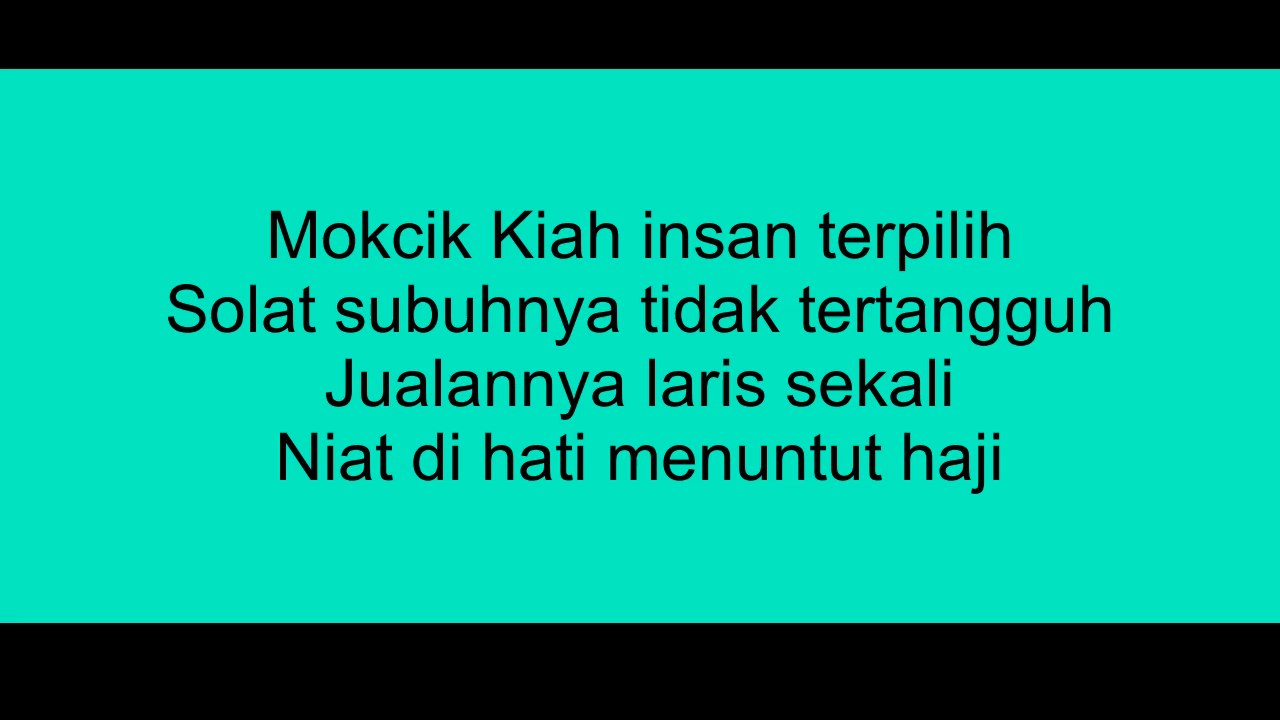 Mokcik Kiah insan terpilih
Solat subuhnya tidak tertangguh
Jualannya laris sekali
Niat di hati menuntut haji